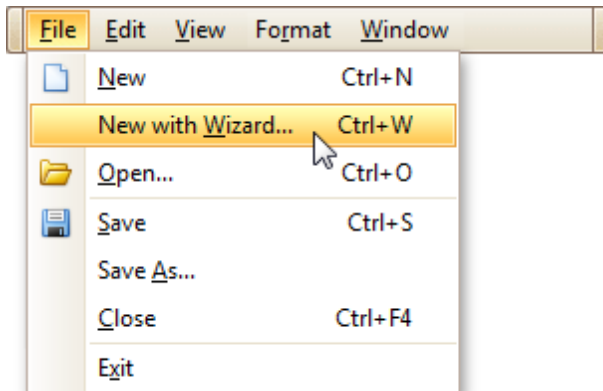 File Edit View Format Window
New Ctrl+N
New with Wizard... Ctrl+W
Open... Ctrl+O
Save Ctrl+S
Save As...
Close Ctrl+F4
Exit